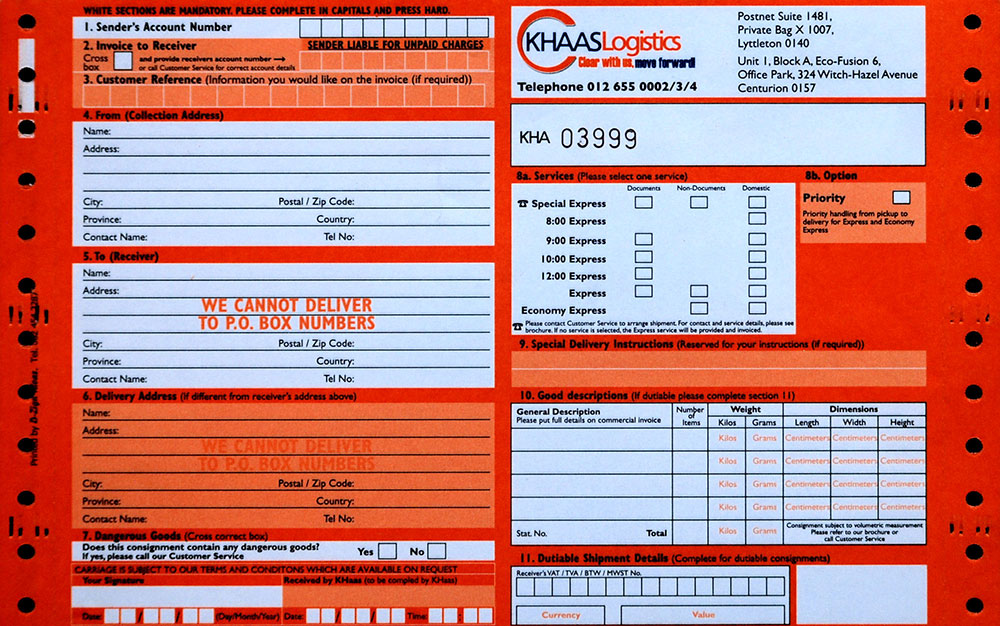 WHITE SECTIONS ARE MANDATORY. PLEASE COMPLETE IN CAPITALS AND PRESS HARD.
1. Sender's Account Number
2. Invoice to Receiver
SENDER LIABLE FOR UNPAID CHARGES
Cross box
and provide receivers account number
or call Customer Service for correct account details
3. Customer Reference (Information you would like on the invoice (if required))
4. From (Collection Address)
Name:
Address:
City: Postal / Zip Code:
Province: Country:
Contact Name: Tel No:
5. To (Receiver)
Name:
Address:
WE CANNOT DELIVER
TO P.O. BOX NUMBERS
City: Postal / Zip Code:
Province: Country:
Contact Name: Tel No:
6. Delivery Address (If different from receiver's address above)
Name:
Address:
WE CANNOT DELIVER
TO P.O. BOX NUMBERS
City: Postal / Zip Code:
Province: Country:
Contact Name: Tel No:
7. Dangerous Goods (Cross correct box)
Does this consignment contain any dangerous goods?
If yes, please call our Customer Service
Yes No
CARRIAGE IS SUBJECT TO OUR TERMS AND CONDITONS WHICH ARE AVAILABLE ON REQUEST
Your Signature Received by KHaas (to be compled by KHaas)
Date: / / (Day/Month/Year) Date: / / Time: :
KHAASLogistics
Clear with us, move forward!
Telephone 012 655 0002/3/4
Postnet Suite 1481,
Private Bag X 1007,
Lyttleton 0140
Unit 1, Block A, Eco-Fusion 6,
Office Park, 324 Witch-Hazel Avenue
Centurion 0157
KHA 03999
8a. Services (Please select one service)
Documents Non-Documents Domestic
☎ Special Express
8:00 Express
9:00 Express
10:00 Express
12:00 Express
Express
Economy Express
☎ Please contact Customer Service to arrange shipment. For contact and service details, please see
brochure. If no service is selected, the Express service will be provided and invoiced.
8b. Option
Priority
Priority handling from pickup to
delivery for Express and Economy
Express
9. Special Delivery Instructions (Reserved for your instructions (if required))
10. Good descriptions (If dutiable please complete section 11)
General Description
Please put full details on commercial invoice
Number of Items
Weight Dimensions
Kilos Grams Length Width Height
Kilos Grams Centimeters Centimeters Centimeters
Kilos Grams Centimeters Centimeters Centimeters
Kilos Grams Centimeters Centimeters Centimeters
Kilos Grams Centimeters Centimeters Centimeters
Stat. No. Total Kilos Grams
Consignment subject to volumetric measurement
Please refer to our brochure or
call Customer Service
11. Dutiable Shipment Details (Complete for dutiable consignments)
Receiver's VAT / TVA / BTW / MWST No.
Currency Value
Printed by